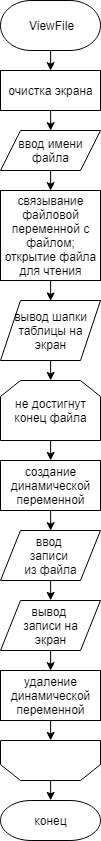 ViewFile
очистка экрана
ввод имени
файла
связывание
файловой
переменной с
файлом;
открытие файла
для чтения
вывод шапки
таблицы на
экран
не достигнут
конец файла
создание
динамической
переменной
ввод
записи
из файла
вывод
записи на
экран
удаление
динамической
переменной
конец